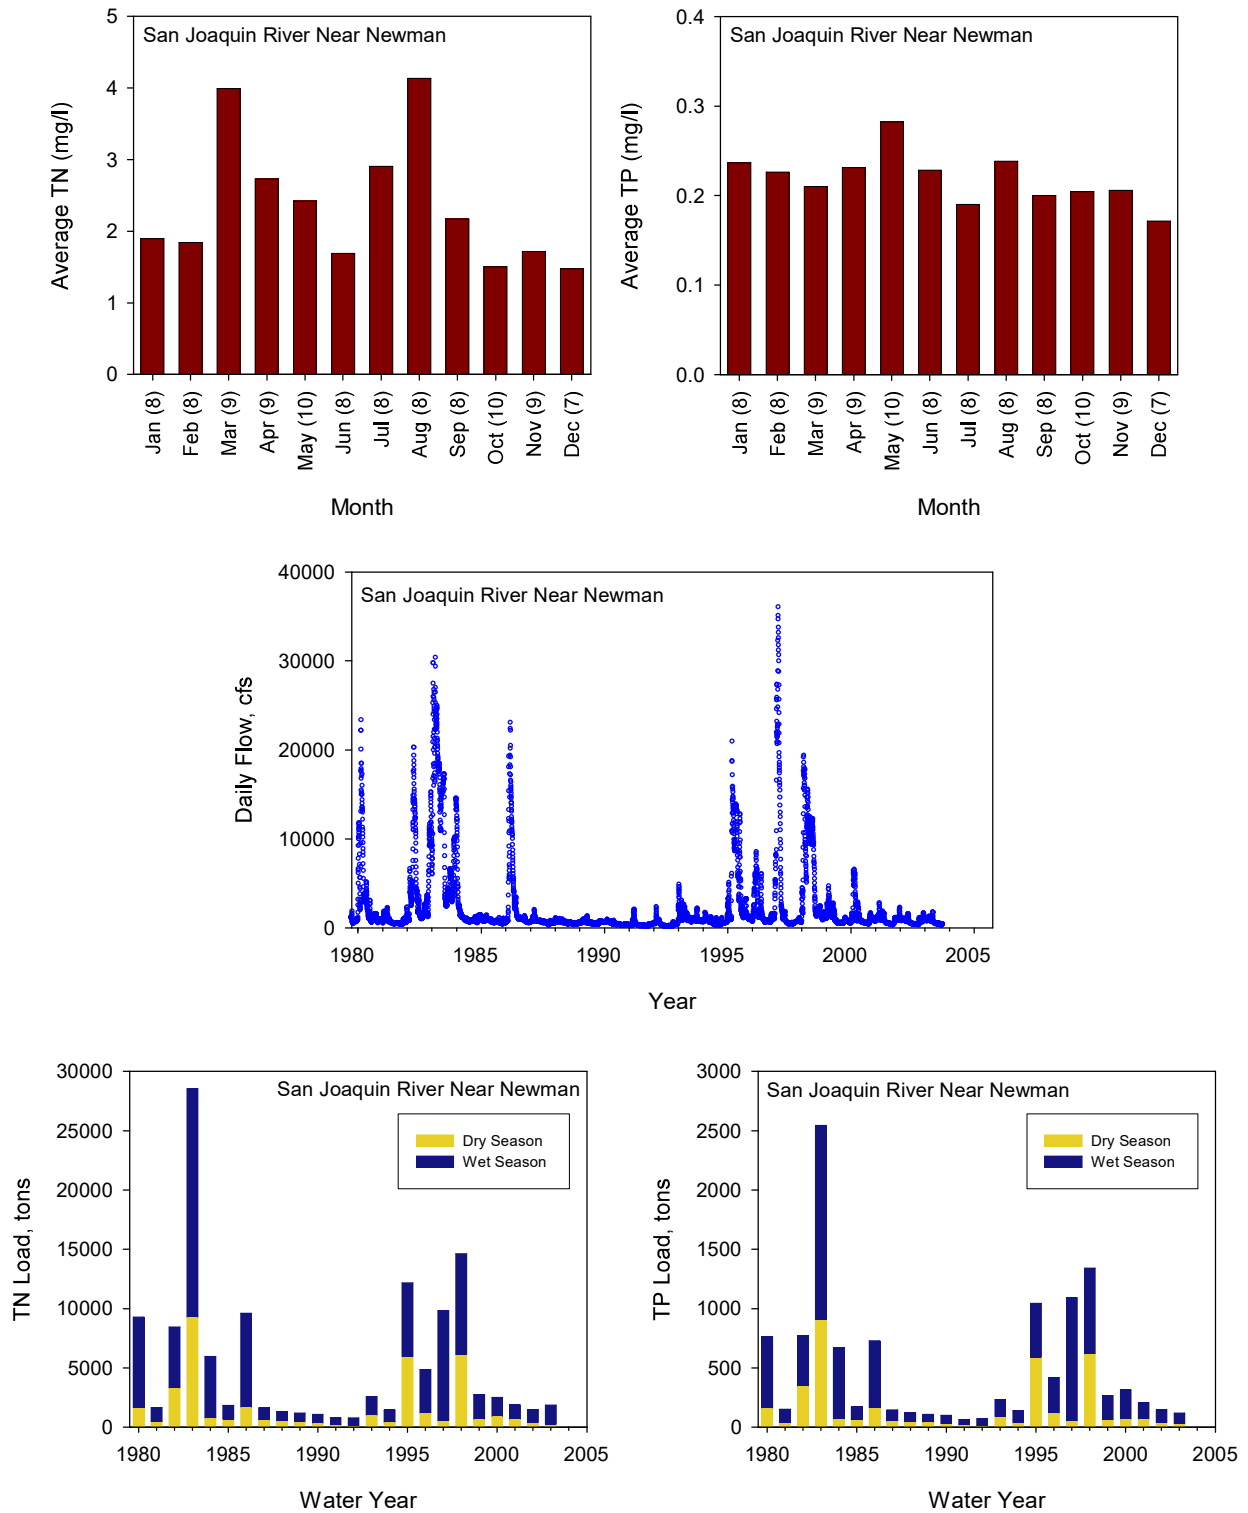 San Joaquin River Near Newman
Average TN (mg/l)
5
4
3
2
1
0
Jan (8)
Feb (8)
Mar (9)
Apr (9)
May (10)
Jun (8)
Jul (8)
Aug (8)
Sep (8)
Oct (10)
Nov (9)
Dec (7)
Month
San Joaquin River Near Newman
Average TP (mg/l)
0.4
0.3
0.2
0.1
0.0
Jan (8)
Feb (8)
Mar (9)
Apr (9)
May (10)
Jun (8)
Jul (8)
Aug (8)
Sep (8)
Oct (10)
Nov (9)
Dec (7)
Month
San Joaquin River Near Newman
Daily Flow, cfs
40000
30000
20000
10000
0
1980 1985 1990 1995 2000 2005
Year
San Joaquin River Near Newman
Dry Season
Wet Season
TN Load, tons
30000
25000
20000
15000
10000
5000
0
1980 1985 1990 1995 2000 2005
Water Year
San Joaquin River Near Newman
Dry Season
Wet Season
TP Load, tons
3000
2500
2000
1500
1000
500
0
1980 1985 1990 1995 2000 2005
Water Year